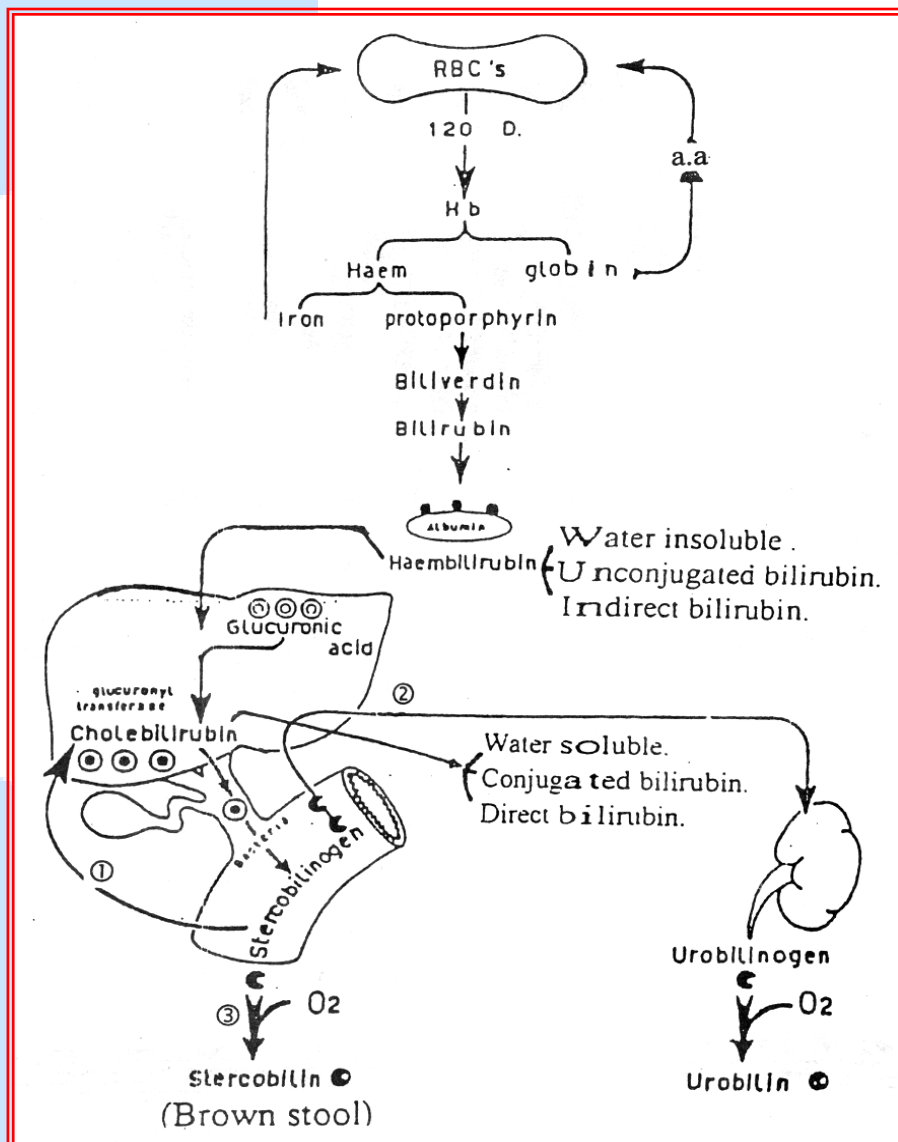 RBC's
120 D.
a.a
Hb
Haem
globin
Iron
protoporphyrin
Biliverdin
Bilirubin
Albumin
Haembilirubin
Water insoluble .
Unconjugated bilirubin.
Indirect bilirubin.
Glucuronic
acid
②
glucuronyl
transferase
Cholebilirubin
Water soluble.
Conjugated bilirubin.
Direct bilirubin.
Bacteria
①
Stercobilinogen
Urobilinogen
③
O2
O2
Stercobilin
Urobilin
(Brown stool)